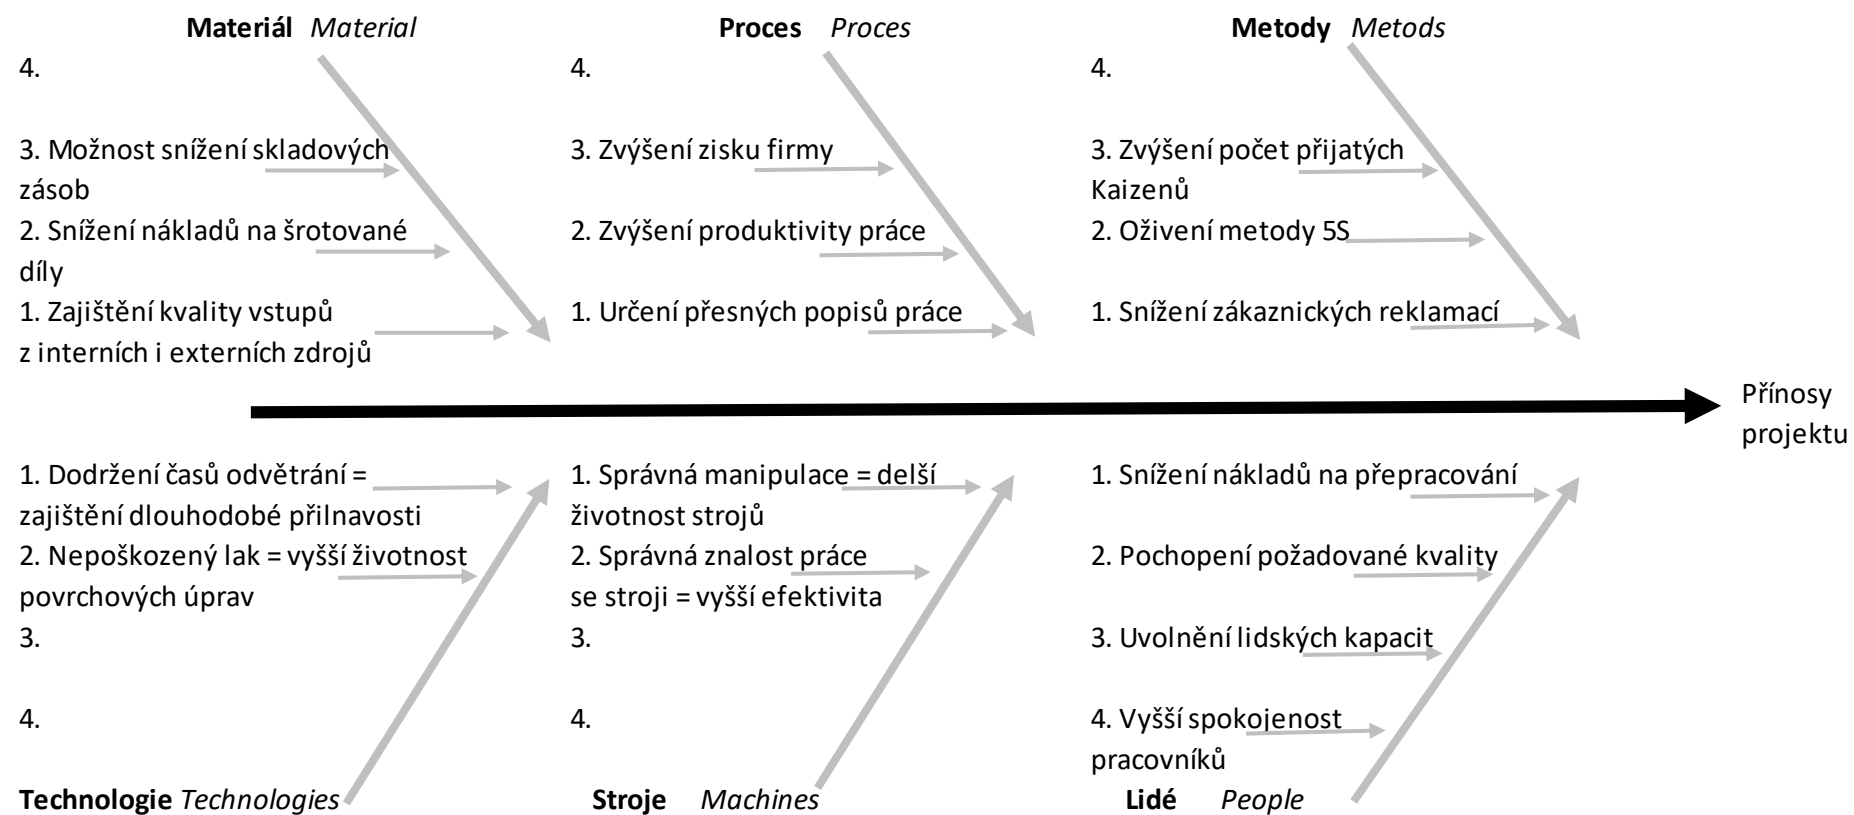 Materiál Material
4.
3. Možnost snížení skladových
zásob
2. Snížení nákladů na šrotované
díly
1. Zajištění kvality vstupů
z interních i externích zdrojů
Proces Proces
4.
3. Zvýšení zisku firmy
2. Zvýšení produktivity práce
1. Určení přesných popisů práce
Metody Metods
4.
3. Zvýšení počet přijatých
Kaizenů
2. Oživení metody 5S
1. Snížení zákaznických reklamací
Přínosy
projektu
1. Dodržení časů odvětrání =
zajištění dlouhodobé přilnavosti
2. Nepoškozený lak = vyšší životnost
povrchových úprav
3.
4.
Technologie Technologies
1. Správná manipulace = delší
životnost strojů
2. Správná znalost práce
se stroji = vyšší efektivita
3.
4.
Stroje Machines
1. Snížení nákladů na přepracování
2. Pochopení požadované kvality
3. Uvolnění lidských kapacit
4. Vyšší spokojenost
pracovníků
Lidé People